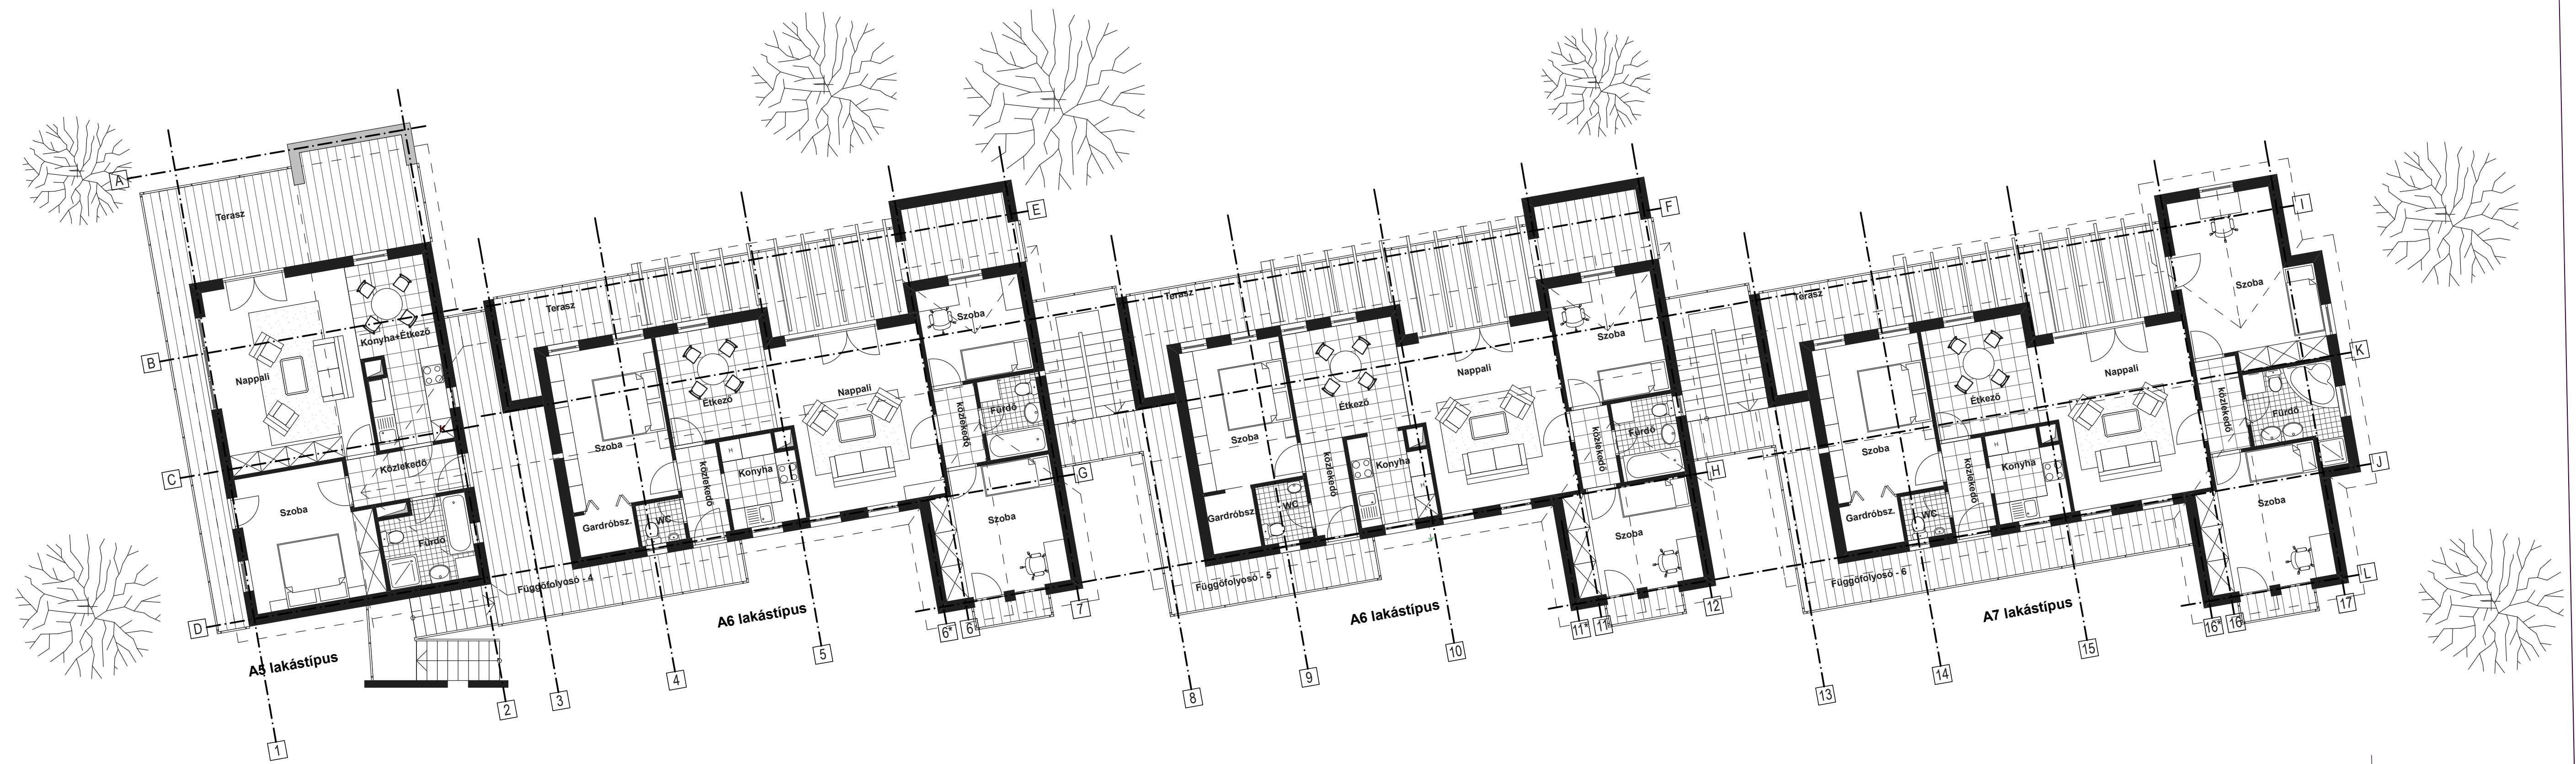 A
Terasz
B
Nappali
Konyha+Étkező
C
Közlekedő
Szoba
Fürdő
D
A5 lakástípus
1
2
Terasz
Szoba
Étkező
Nappali
H
Konyha
közlekedő
Gardróbsz.
WC
Függőfolyosó - 4
E
Szoba
Fürdő
közlekedő
G
Szoba
A6 lakástípus
3
4
5
6*
6
7
Terasz
Szoba
Étkező
Nappali
Konyha
H
közlekedő
Gardróbsz.
WC
Függőfolyosó - 5
F
Szoba
Fürdő
közlekedő
H
Szoba
A6 lakástípus
8
9
10
11*
11
12
Terasz
Szoba
Étkező
Nappali
H
Konyha
közlekedő
Gardróbsz.
WC
Függőfolyosó - 6
I
Szoba
K
közlekedő
Fürdő
J
Szoba
L
A7 lakástípus
13
14
15
16*
16
17